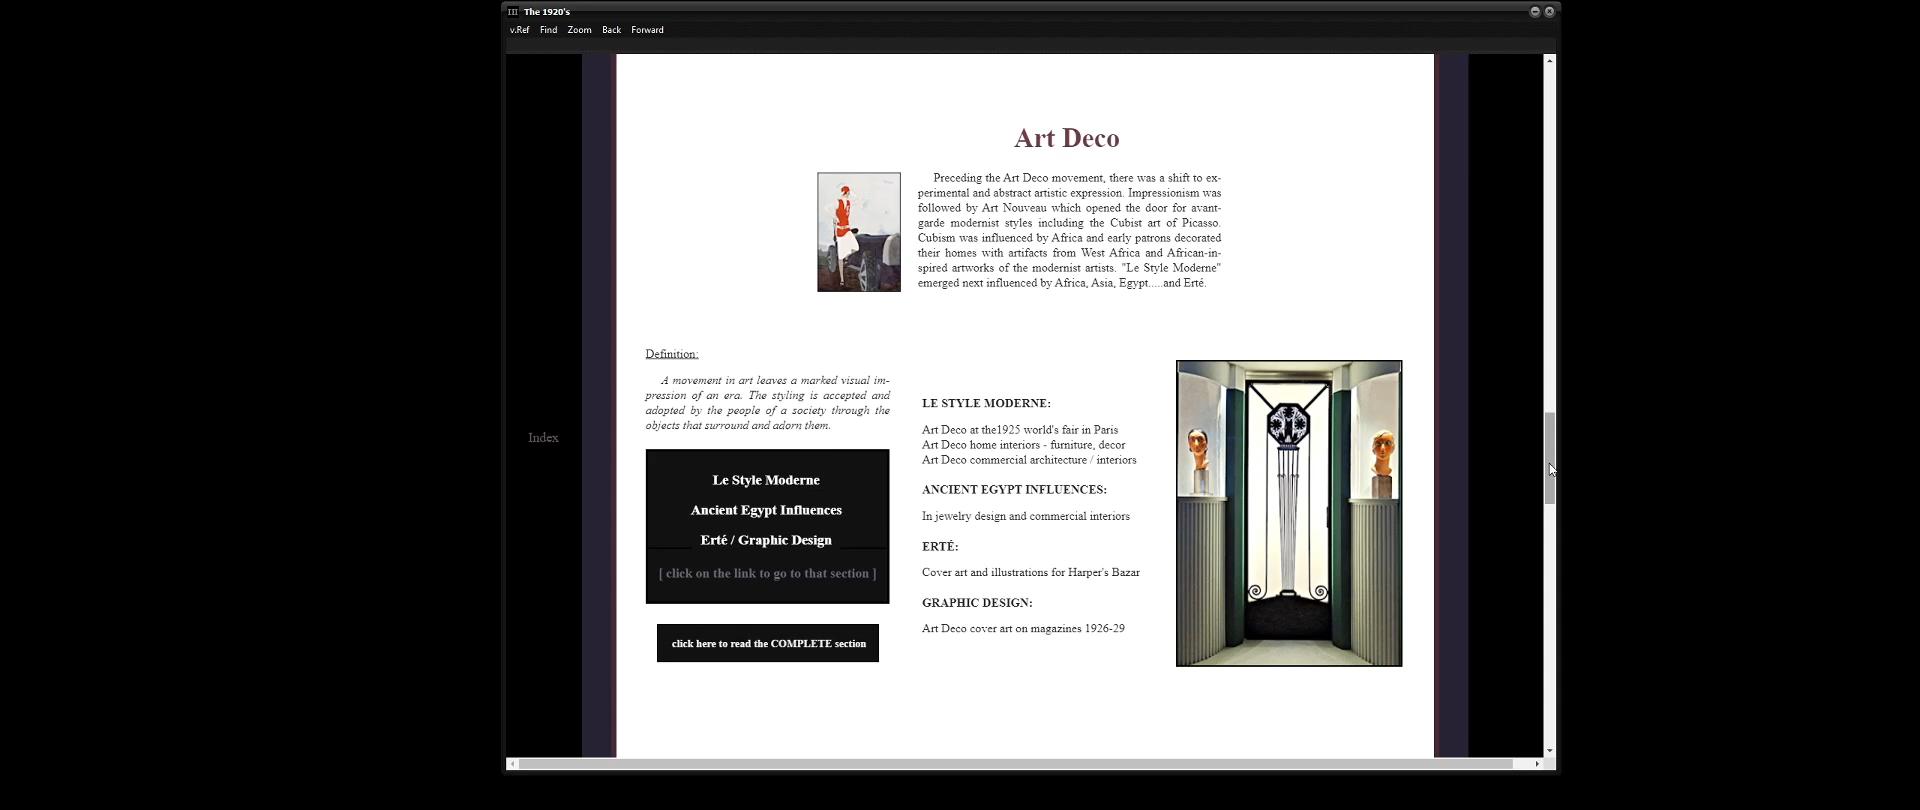 The 1920's
v.Ref Find Zoom Back Forward
Index
Art Deco
Preceding the Art Deco movement, there was a shift to ex-
perimental and abstract artistic expression. Impressionism was
followed by Art Nouveau which opened the door for avant-
garde modernist styles including the Cubist art of Picasso.
Cubism was influenced by Africa and early patrons decorated
their homes with artifacts from West Africa and African-in-
spired artworks of the modernist artists. "Le Style Moderne"
emerged next influenced by Africa, Asia, Egypt.....and Erté.
Definition:
A movement in art leaves a marked visual im-
pression of an era. The styling is accepted and
adopted by the people of a society through the
objects that surround and adorn them.
Le Style Moderne
Ancient Egypt Influences
Erté / Graphic Design
[ click on the link to go to that section ]
click here to read the COMPLETE section
LE STYLE MODERNE:
Art Deco at the1925 world's fair in Paris
Art Deco home interiors - furniture, decor
Art Deco commercial architecture / interiors
ANCIENT EGYPT INFLUENCES:
In jewelry design and commercial interiors
ERTÉ:
Cover art and illustrations for Harper's Bazar
GRAPHIC DESIGN:
Art Deco cover art on magazines 1926-29